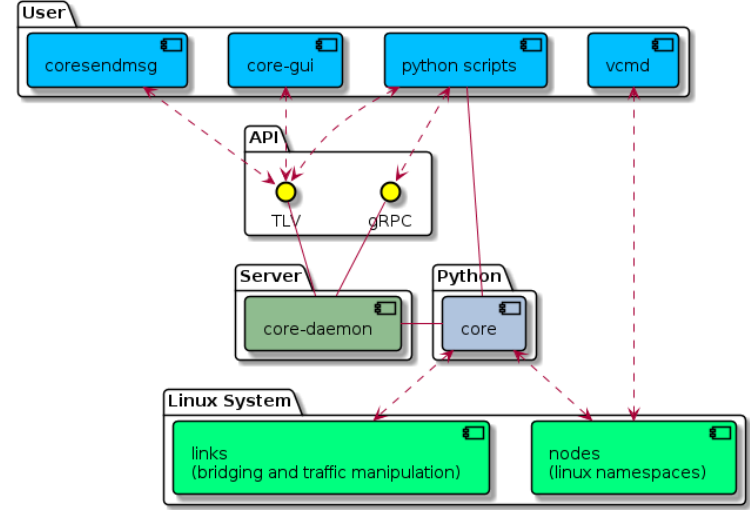 User
coresendmsg
core-gui
python scripts
vcmd
API
TLV
gRPC
Server
Python
core-daemon
core
Linux System
links
(bridging and traffic manipulation)
nodes
(linux namespaces)